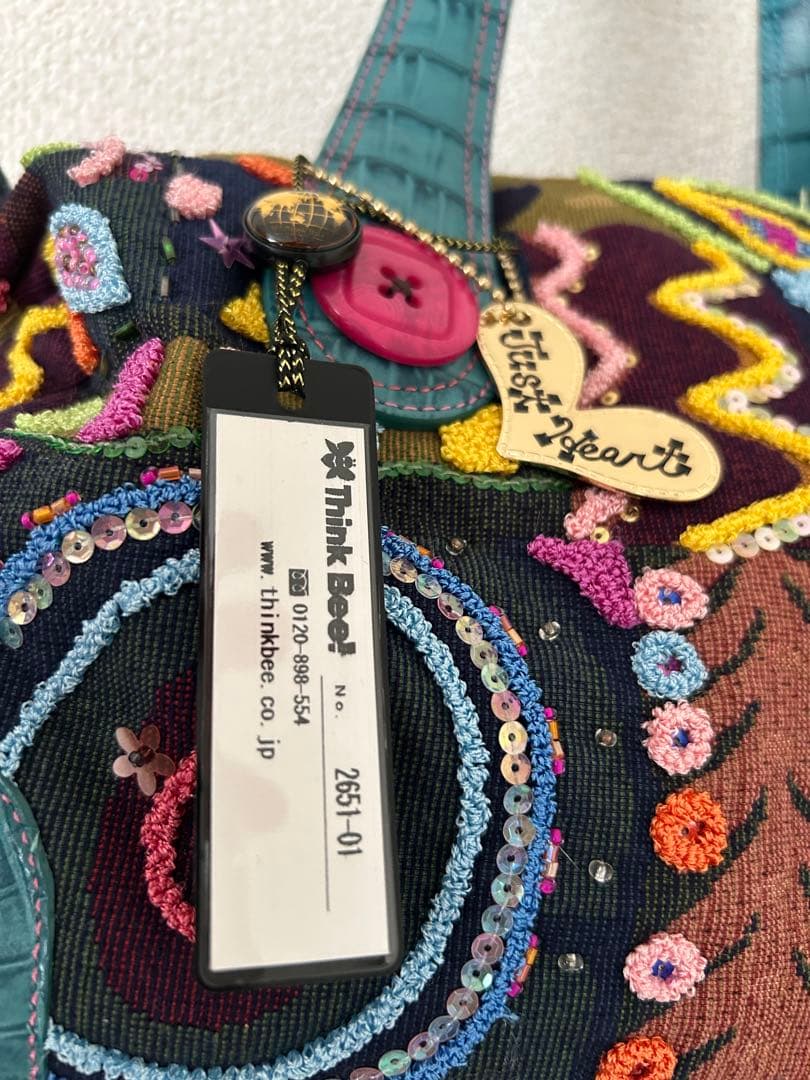 Think Bee!
No. 2651-01
0120-898-554
www.thinkbee.co.jp
Just
Heart